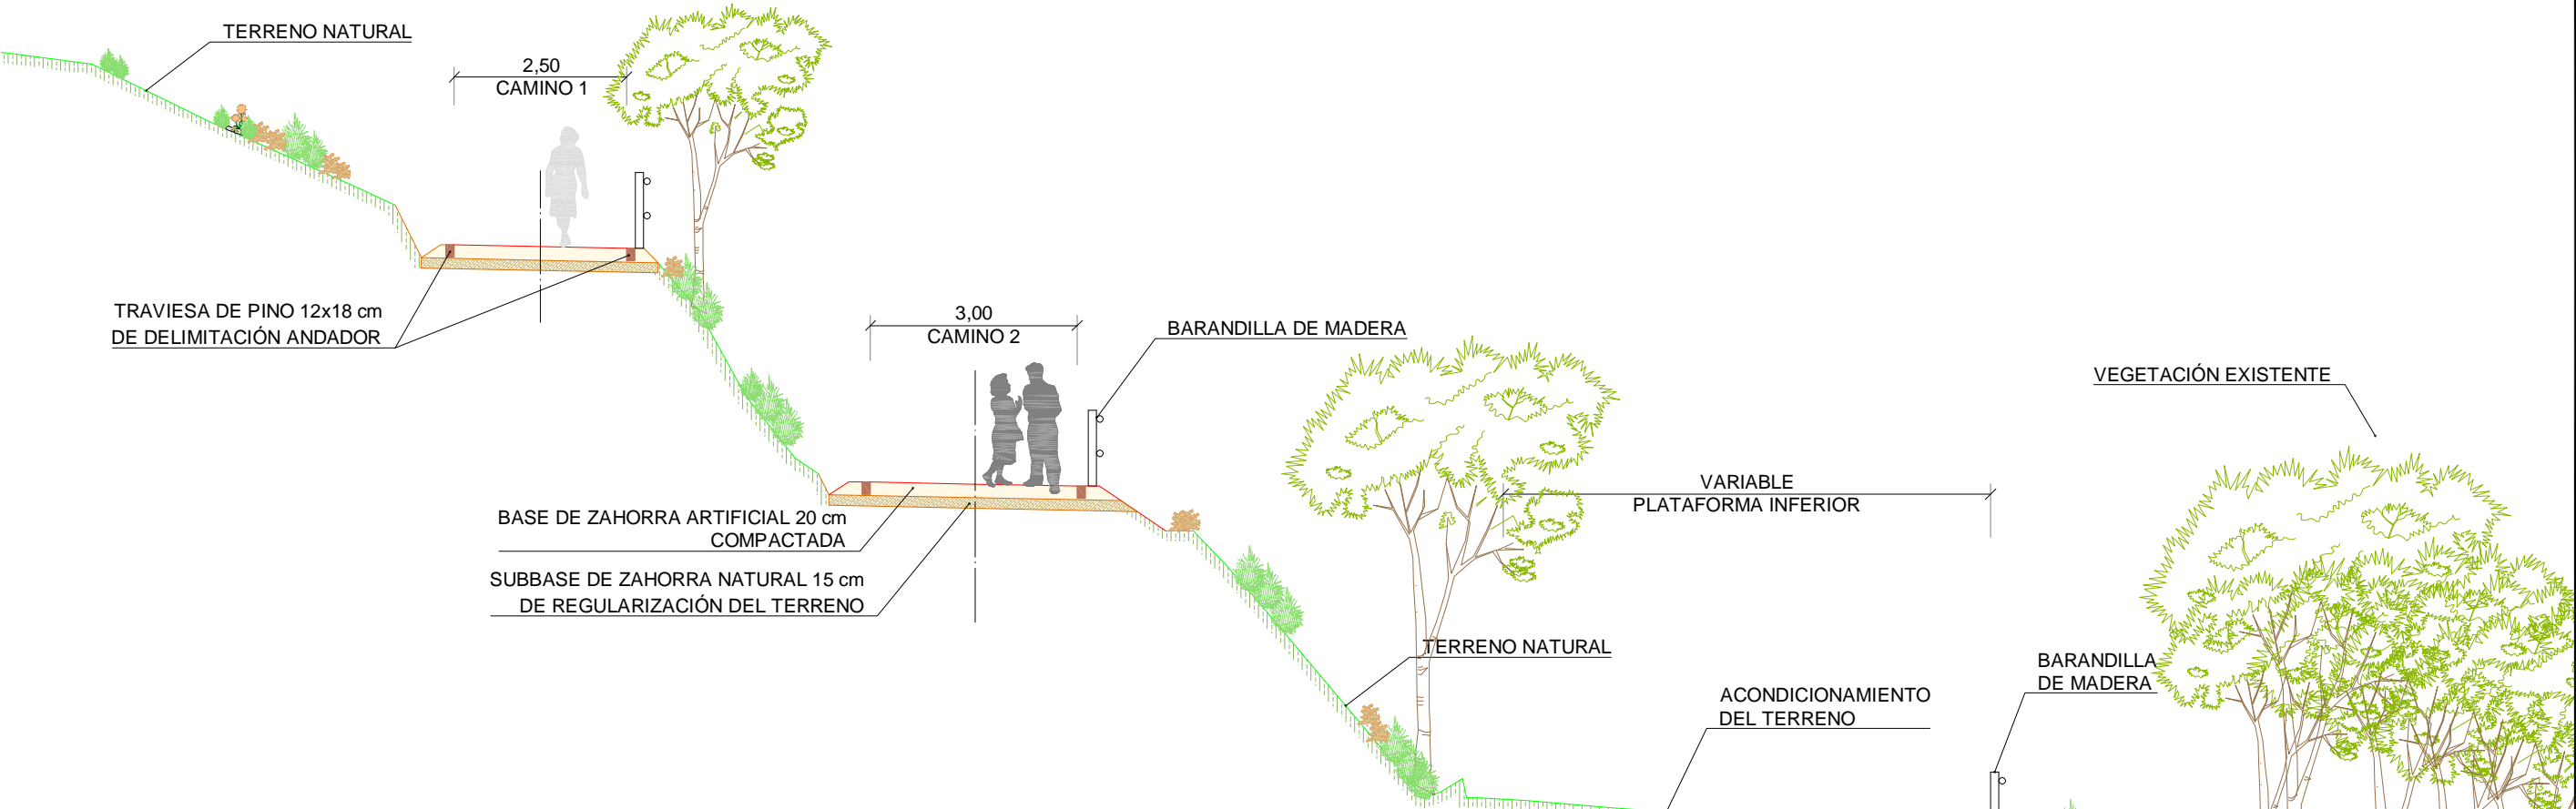 TERRENO NATURAL
2,50
CAMINO 1
TRAVIESA DE PINO 12x18 cm
DE DELIMITACIÓN ANDADOR
3,00
CAMINO 2
BARANDILLA DE MADERA
VEGETACIÓN EXISTENTE
VARIABLE
PLATAFORMA INFERIOR
BASE DE ZAHORRA ARTIFICIAL 20 cm
COMPACTADA
SUBBASE DE ZAHORRA NATURAL 15 cm
DE REGULARIZACIÓN DEL TERRENO
TERRENO NATURAL
BARANDILLA
DE MADERA
ACONDICIONAMIENTO
DEL TERRENO